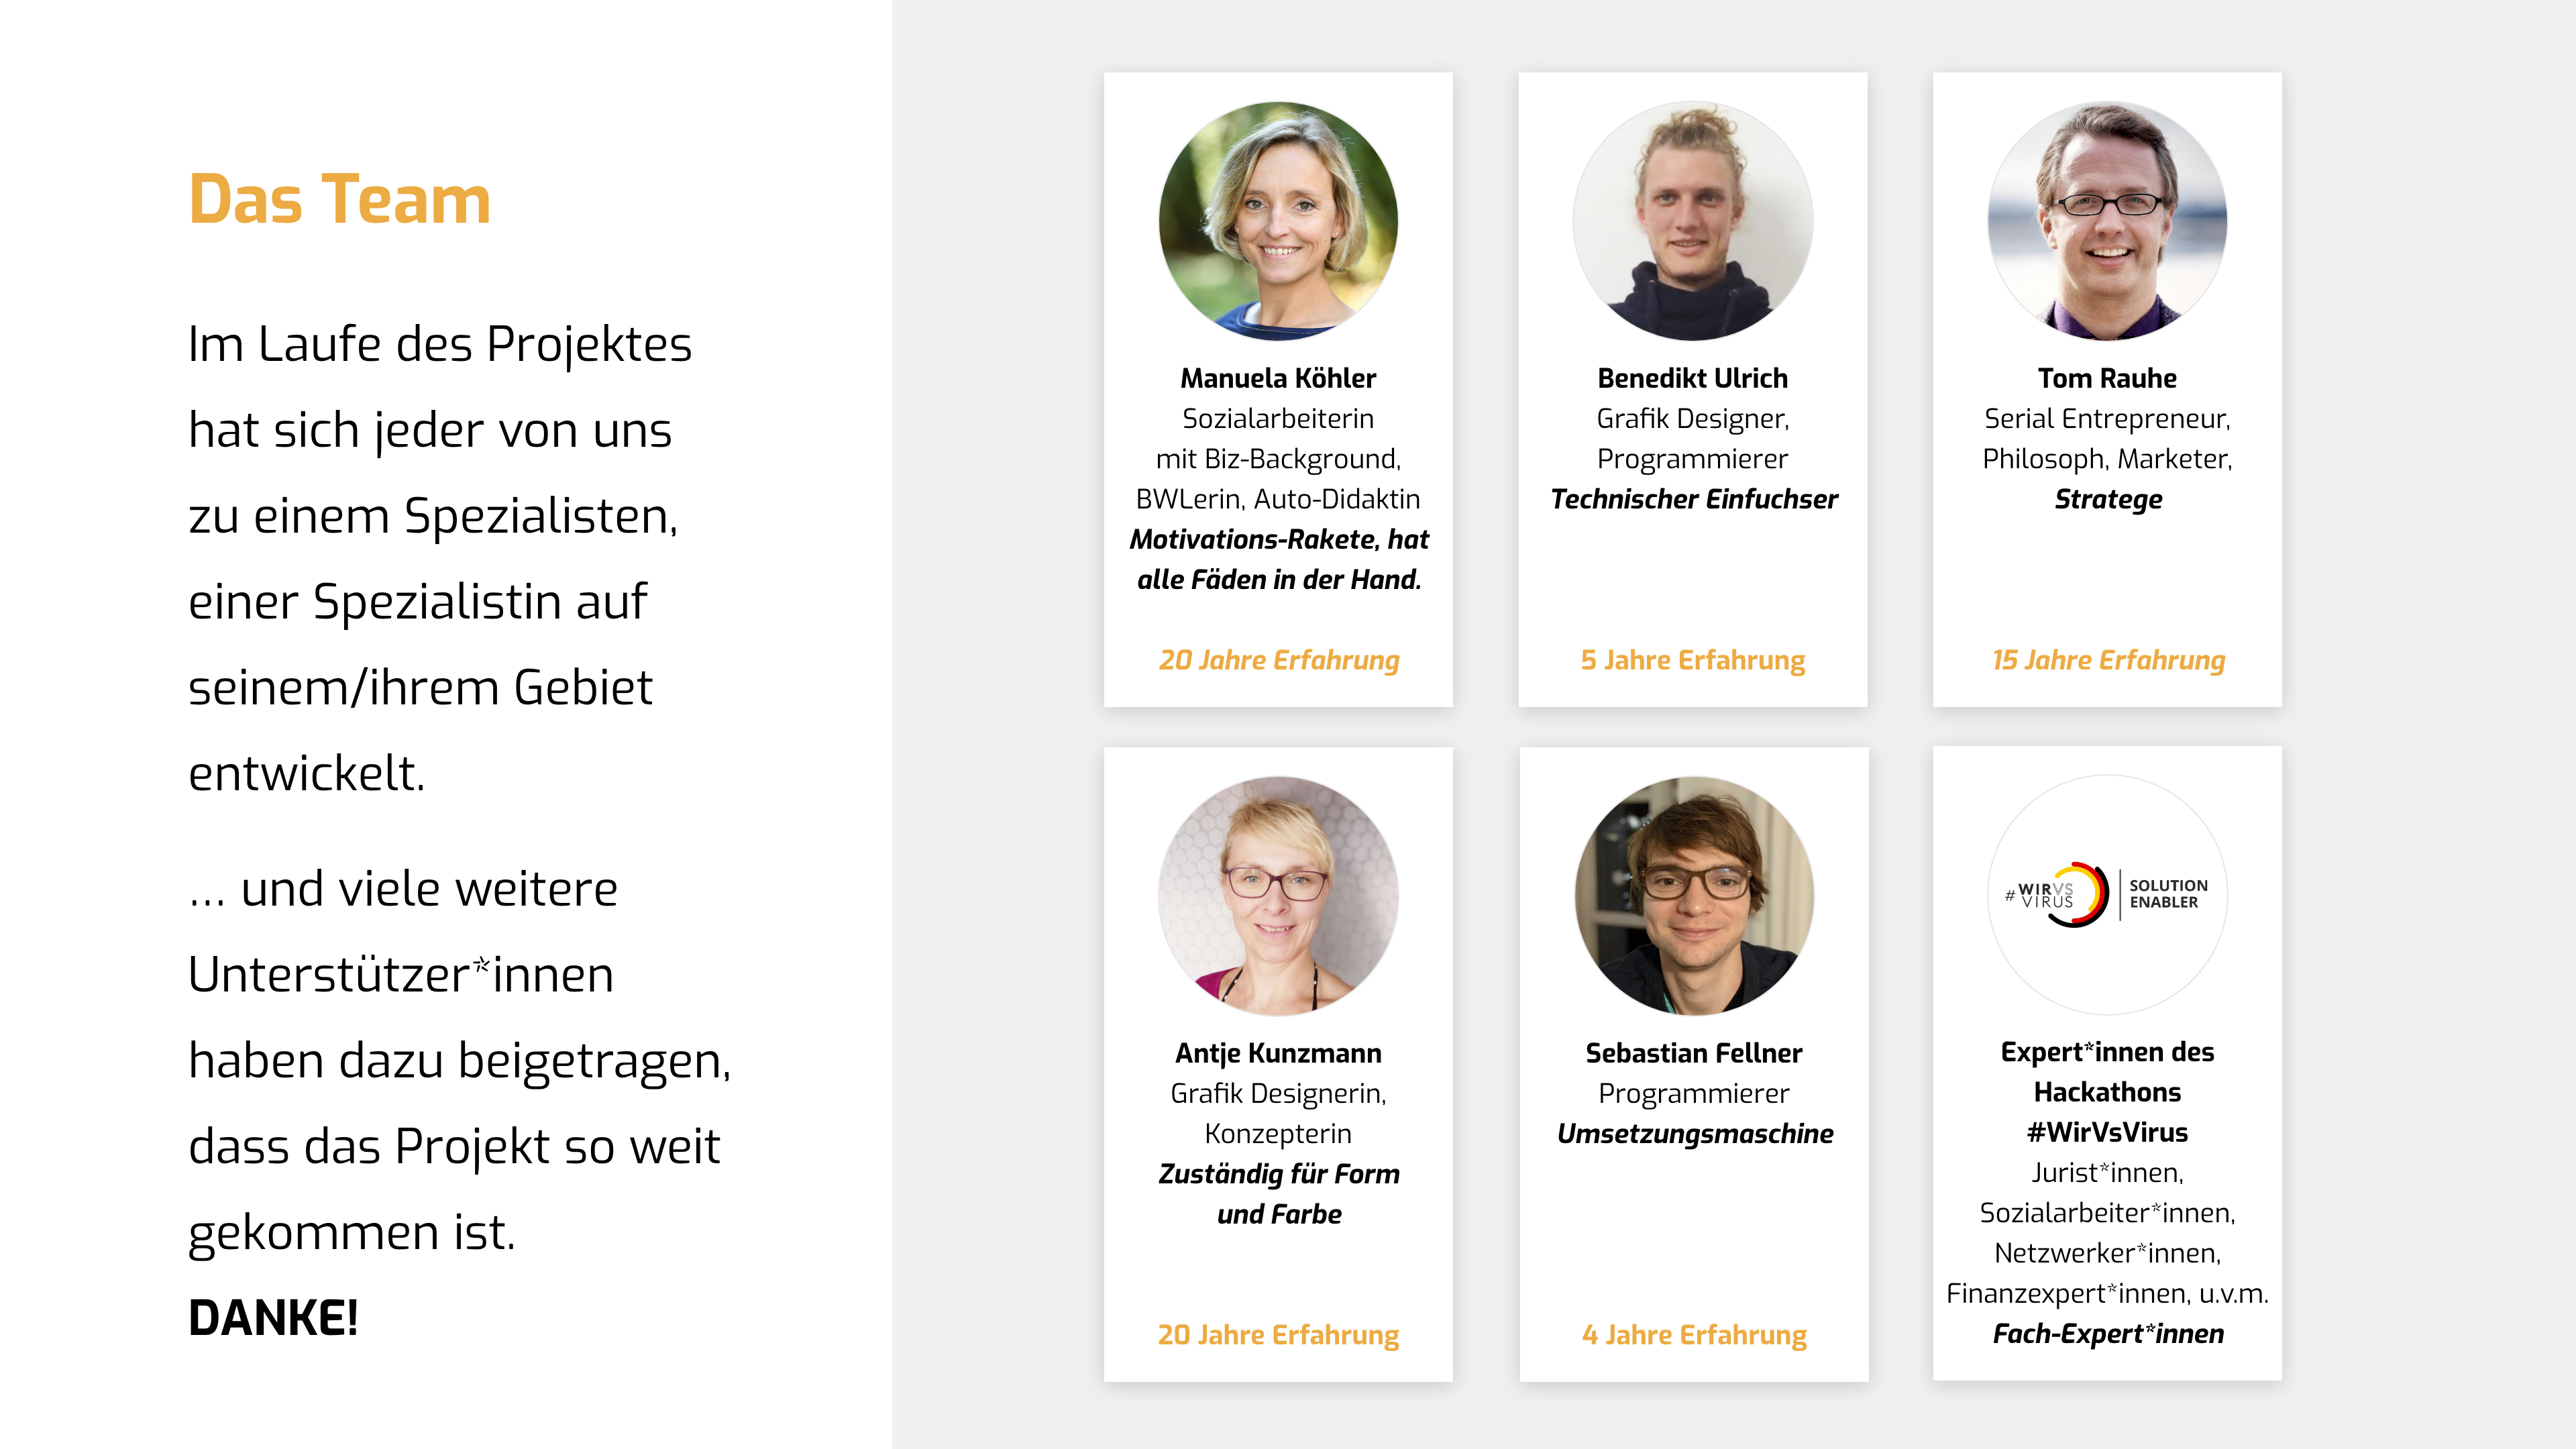 Das Team
Im Laufe des Projektes
hat sich jeder von uns
zu einem Spezialisten,
einer Spezialistin auf
seinem/ihrem Gebiet
entwickelt.
... und viele weitere
Unterstützer*innen
haben dazu beigetragen,
dass das Projekt so weit
gekommen ist.
DANKE!
Manuela Köhler
Sozialarbeiterin
mit Biz-Background,
BWLerin, Auto-Didaktin
Motivations-Rakete, hat
alle Fäden in der Hand.
20 Jahre Erfahrung
Benedikt Ulrich
Grafik Designer,
Programmierer
Technischer Einfuchser
5 Jahre Erfahrung
Tom Rauhe
Serial Entrepreneur,
Philosoph, Marketer,
Stratege
15 Jahre Erfahrung
Antje Kunzmann
Grafik Designerin,
Konzepterin
Zuständig für Form
und Farbe
20 Jahre Erfahrung
Sebastian Fellner
Programmierer
Umsetzungsmaschine
4 Jahre Erfahrung
# WIRVS
VIRUS
SOLUTION
ENABLER
Expert*innen des
Hackathons
#WirVsVirus
Jurist*innen,
Sozialarbeiter*innen,
Netzwerker*innen,
Finanzexpert*innen, u.v.m.
Fach-Expert*innen